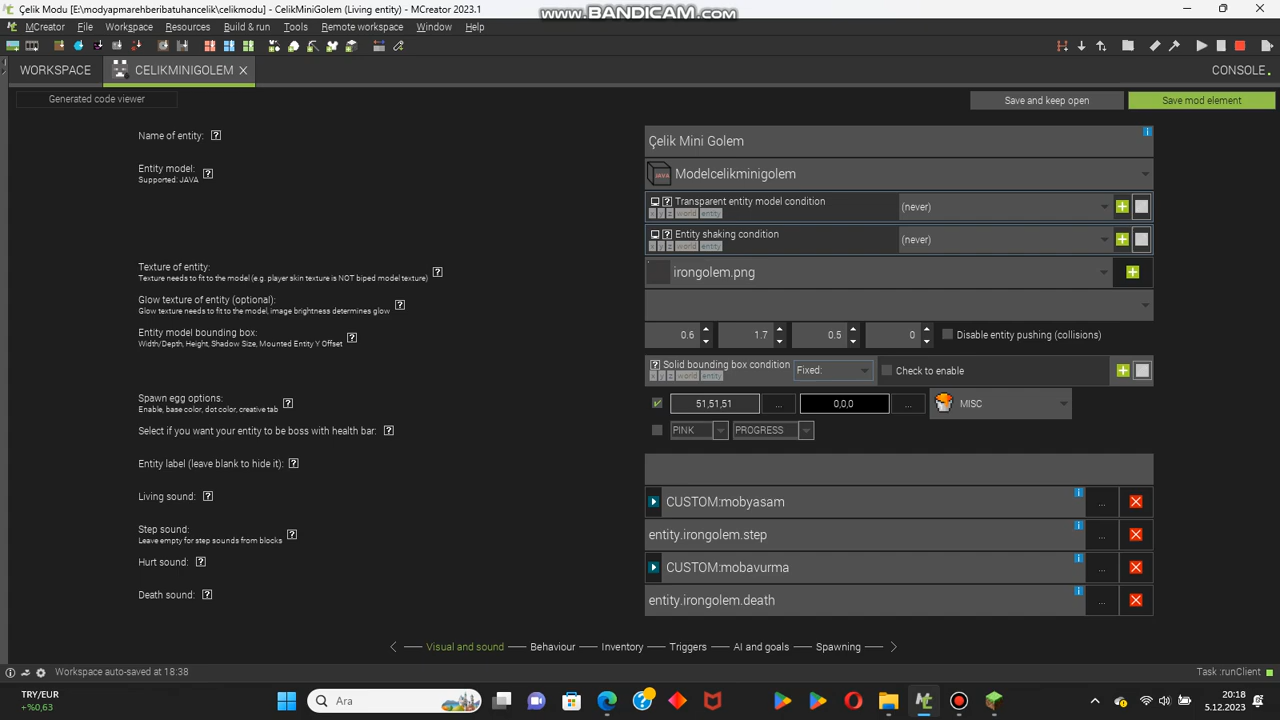 Çelik Modu [E:\modyapmarehberibatuhancelik\celikmodu] - CelikMiniGolem (Living entity) - MCreator 2023.1
www.BANDICAM.com
MCreator File Workspace Resources Build & run Tools Remote workspace Window Help
WORKSPACE CELIKMINIGOLEM CONSOLE
Generated code viewer Save and keep open Save mod element
Name of entity: Çelik Mini Golem
Entity model: Modelcelikminigolem
Supported: JAVA
Transparent entity model condition (never)
x y z world entity
Entity shaking condition (never)
x y z world entity
Texture of entity: irongolem.png
Texture needs to fit to the model (e.g. player skin texture is NOT biped model texture)
Glow texture of entity (optional):
Glow texture needs to fit to the model, image brightness determines glow
Entity model bounding box: 0.6 1.7 0.5 0 Disable entity pushing (collisions)
Width/Depth, Height, Shadow Size, Mounted Entity Y Offset
Solid bounding box condition Fixed: Check to enable
x y z world entity
Spawn egg options: 51,51,51 ... 0,0,0 ... MISC
Enable, base color, dot color, creative tab
Select if you want your entity to be boss with health bar: PINK PROGRESS
Entity label (leave blank to hide it):
Living sound: CUSTOM:mobyasam ...
Step sound: entity.irongolem.step ...
Leave empty for step sounds from blocks
Hurt sound: CUSTOM:mobavurma ...
Death sound: entity.irongolem.death ...
Visual and sound Behaviour Inventory Triggers AI and goals Spawning
Workspace auto-saved at 18:38 Task :runClient
TRY/EUR
+%0,63
Ara
20:18
5.12.2023